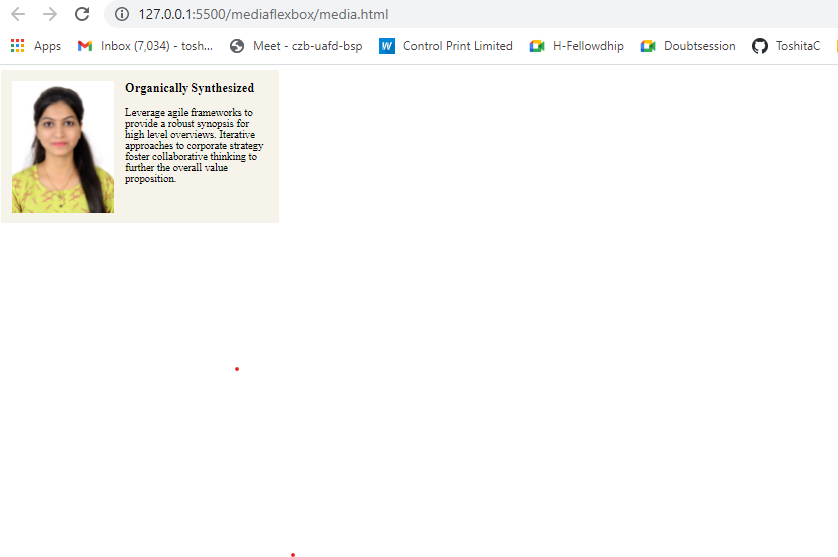 127.0.0.1:5500/mediaflexbox/media.html
Apps Inbox (7,034) - tosh... Meet - czb-uafd-bsp W Control Print Limited H-Fellowdhip Doubtsession ToshitaC
Organically Synthesized
Leverage agile frameworks to
provide a robust synopsis for
high level overviews. Iterative
approaches to corporate strategy
foster collaborative thinking to
further the overall value
proposition.